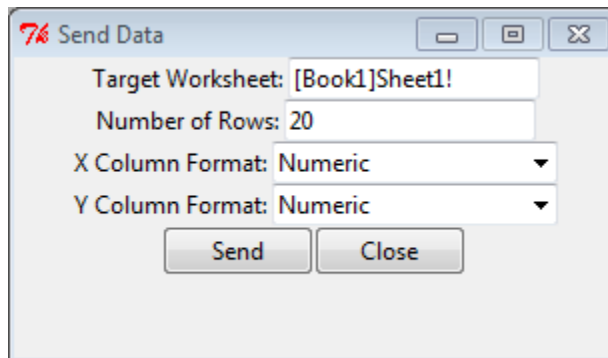 Send Data
Target Worksheet: [Book1]Sheet1!
Number of Rows: 20
X Column Format: Numeric
Y Column Format: Numeric
Send Close